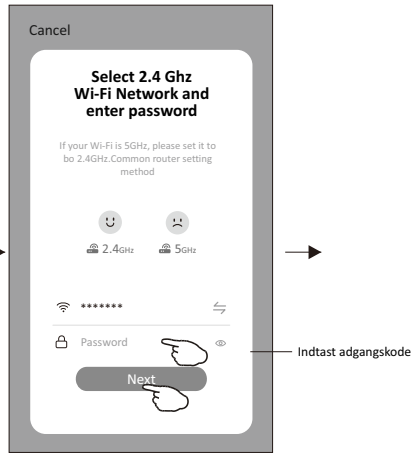 Cancel
Select 2.4 Ghz
Wi-Fi Network and
enter password
If your Wi-Fi is 5GHz, please set it to
bo 2.4GHz.Common router setting
method
2.4GHz 5GHz
*******
Password
Indtast adgangskode
Next